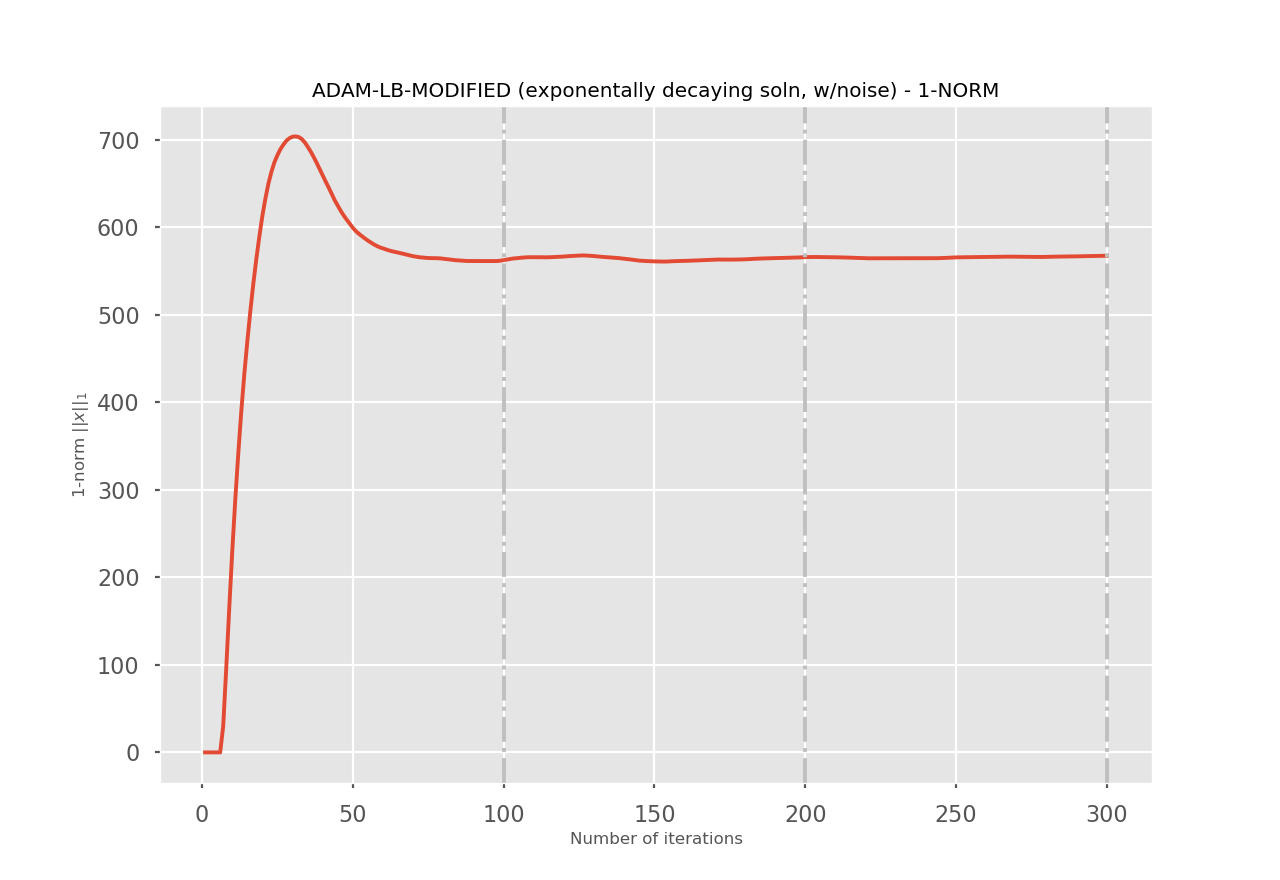 ADAM-LB-MODIFIED (exponentially decaying soln, w/noise) - 1-NORM
700
600
500
400
300
200
100
0
1-norm ||x||₁
0 50 100 150 200 250 300
Number of iterations